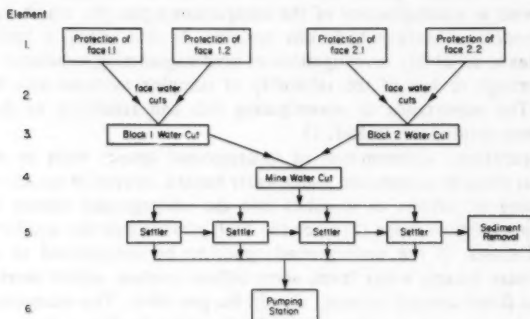 Element
1.
Protection of
face 1.1
Protection of
face 1.2
Protection of
face 2.1
Protection of
face 2.2
2.
face water
cuts
face water
cuts
3.
Block 1 Water Cut
Block 2 Water Cut
4.
Mine Water Cut
5.
Settler
Settler
Settler
Settler
Settler
Sediment
Removal
6.
Pumping
Station